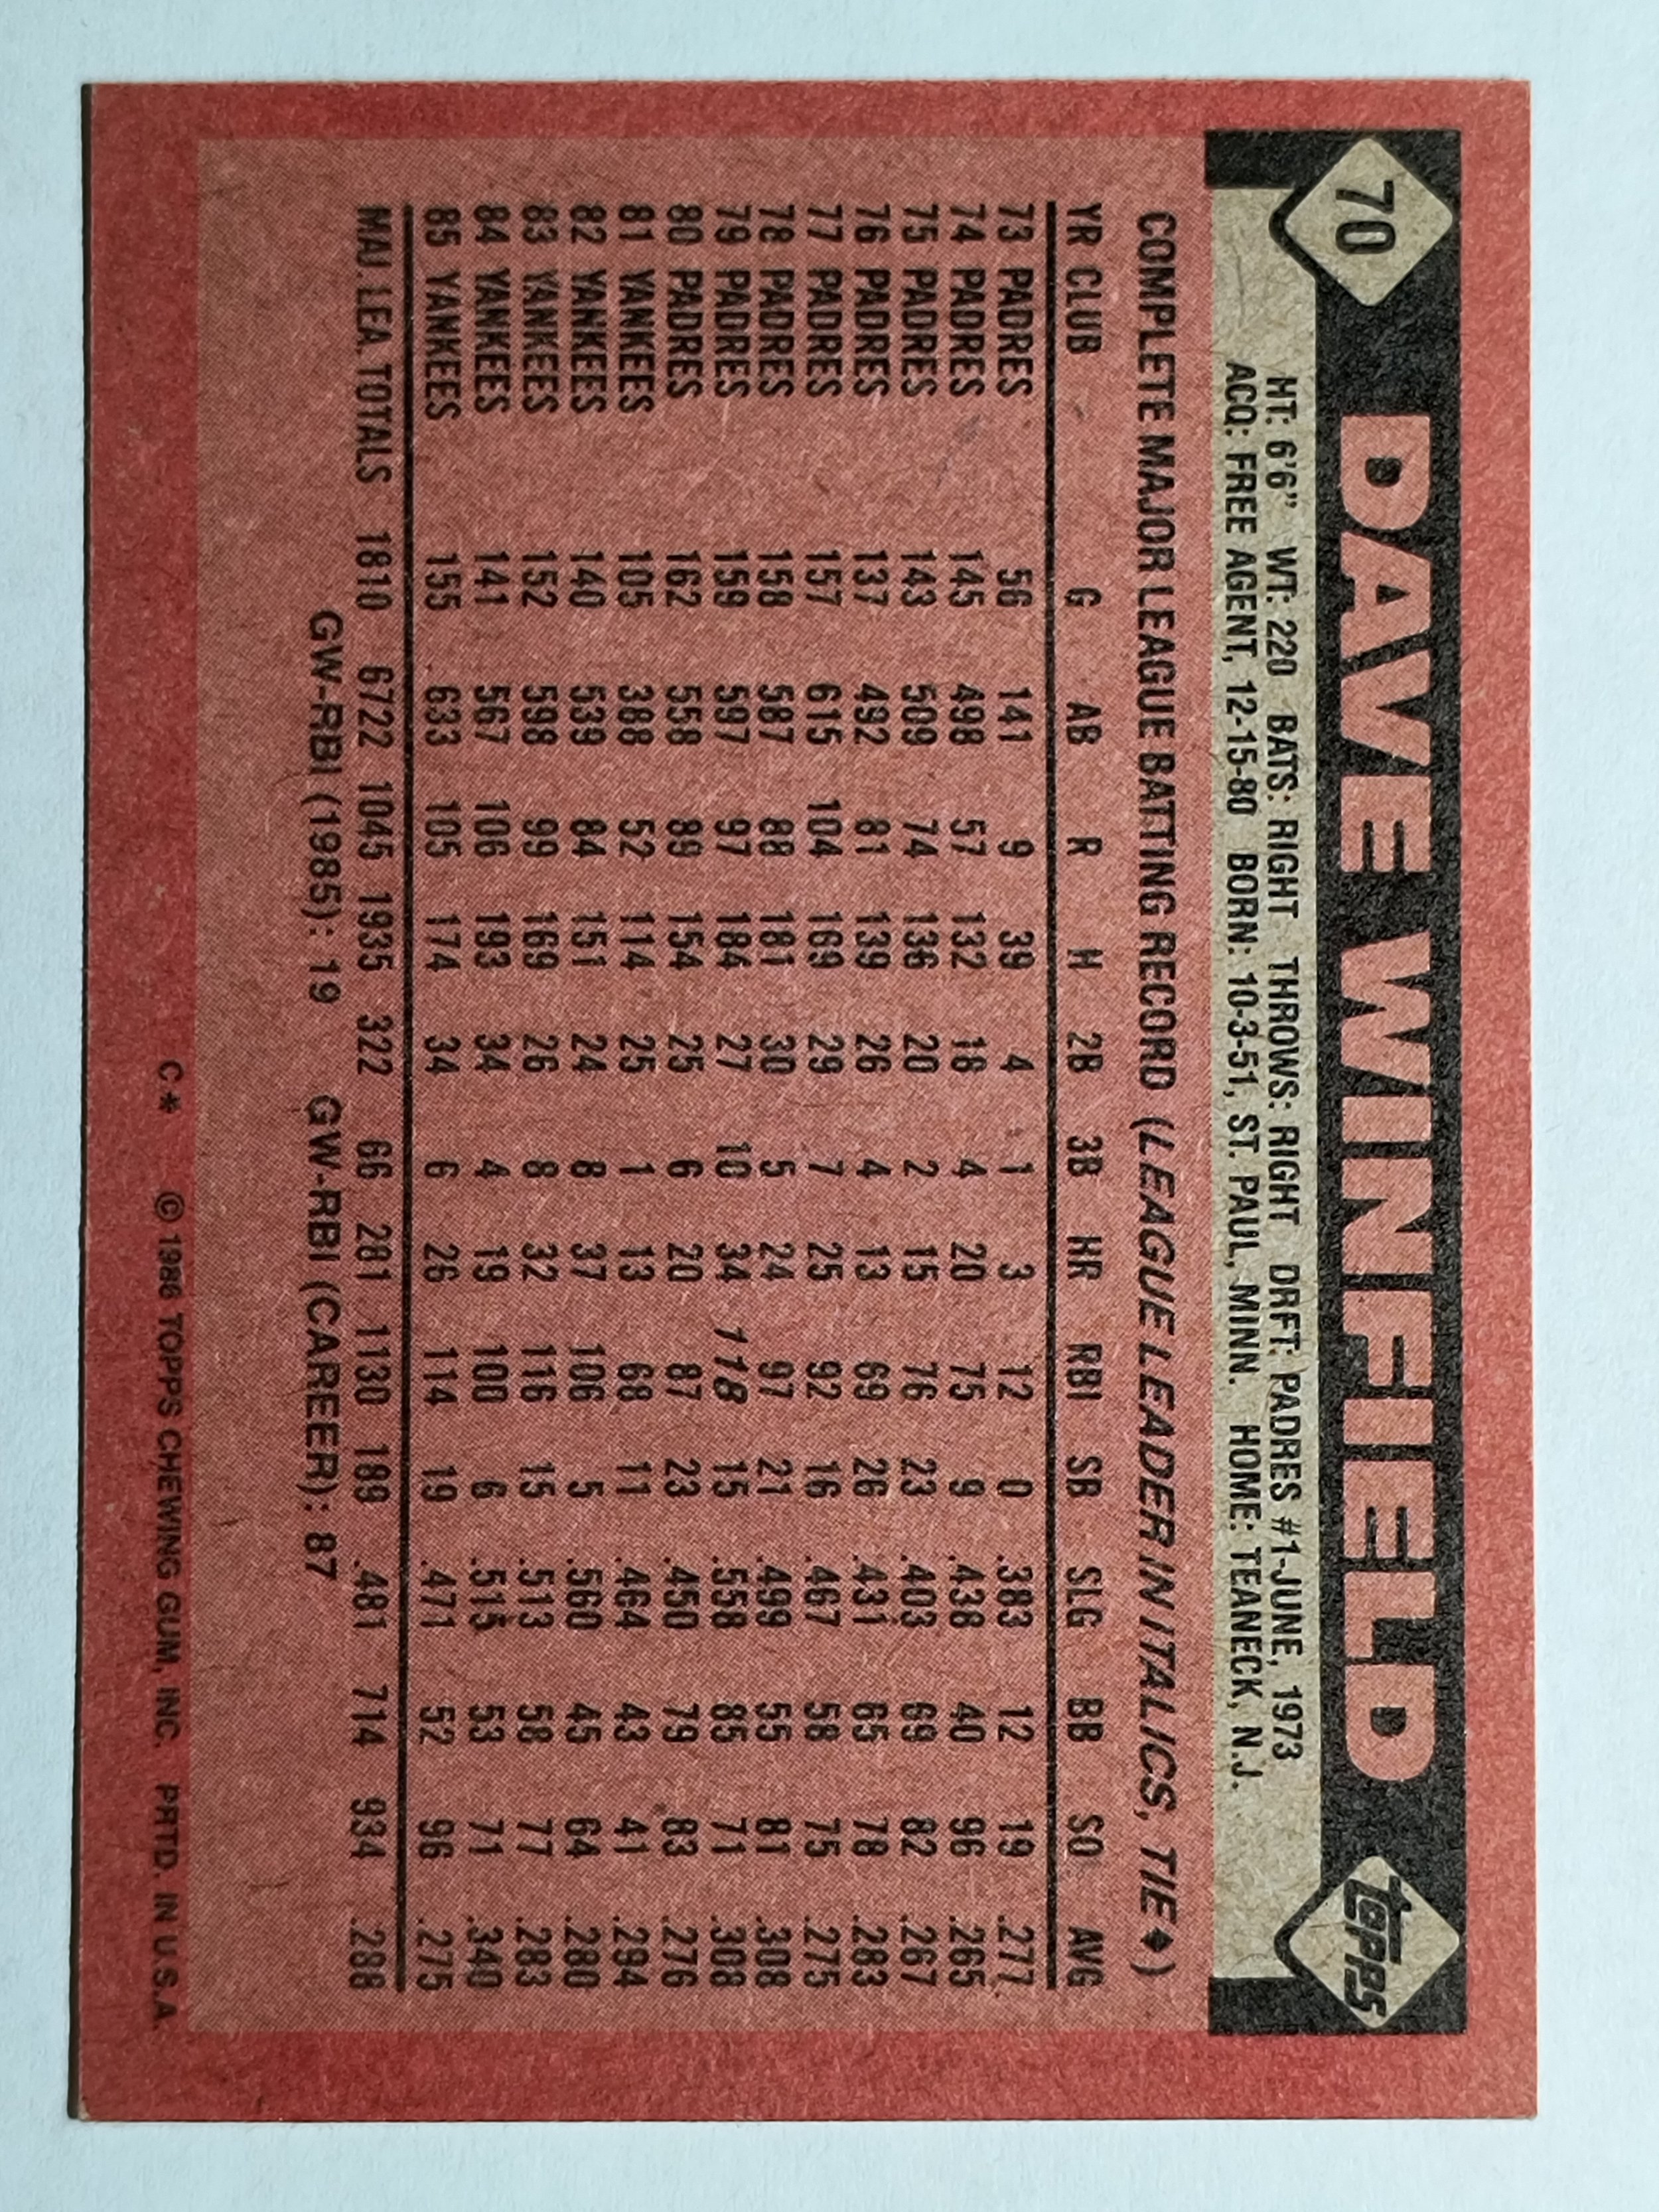 70 DAVE WINFIELD topps
HT: 6'6" WT: 220 BATS: RIGHT THROWS: RIGHT DRFT: PADRES #1-JUNE, 1973
ACQ: FREE AGENT, 12-15-80 BORN: 10-3-51, ST. PAUL, MINN. HOME: TEANECK, N.J.
COMPLETE MAJOR LEAGUE BATTING RECORD (LEAGUE LEADER IN ITALICS, TIE ♦)
YR CLUB G AB R H 2B 3B HR RBI SB SLG BB SO AVG
73 PADRES 56 141 9 39 4 1 3 12 0 .383 12 19 .277
74 PADRES 145 498 57 132 18 4 20 75 9 .438 40 96 .265
75 PADRES 143 509 74 136 20 2 15 76 23 .403 69 82 .267
76 PADRES 137 492 81 139 26 4 13 69 26 .431 65 78 .283
77 PADRES 157 615 104 169 29 7 25 92 16 .467 58 75 .275
78 PADRES 158 587 88 181 30 5 24 97 21 .499 55 81 .308
79 PADRES 159 597 97 184 27 10 34 118 15 .558 85 71 .308
80 PADRES 162 558 89 154 25 6 20 87 23 .450 79 83 .276
81 YANKEES 105 388 52 114 25 1 13 68 11 .464 43 41 .294
82 YANKEES 140 539 84 151 24 8 37 106 5 .560 45 64 .280
83 YANKEES 152 598 99 169 26 8 32 116 15 .513 58 77 .283
84 YANKEES 141 567 106 193 34 4 19 100 6 .515 53 71 .340
85 YANKEES 155 633 105 174 34 6 26 114 19 .471 52 96 .275
MAJ. LEA. TOTALS 1810 6722 1045 1935 322 66 281 1130 189 .481 714 934 .288
GW-RBI (1985): 19 GW-RBI (CAREER): 87
C* © 1986 TOPPS CHEWING GUM, INC. PRTD. IN U.S.A.